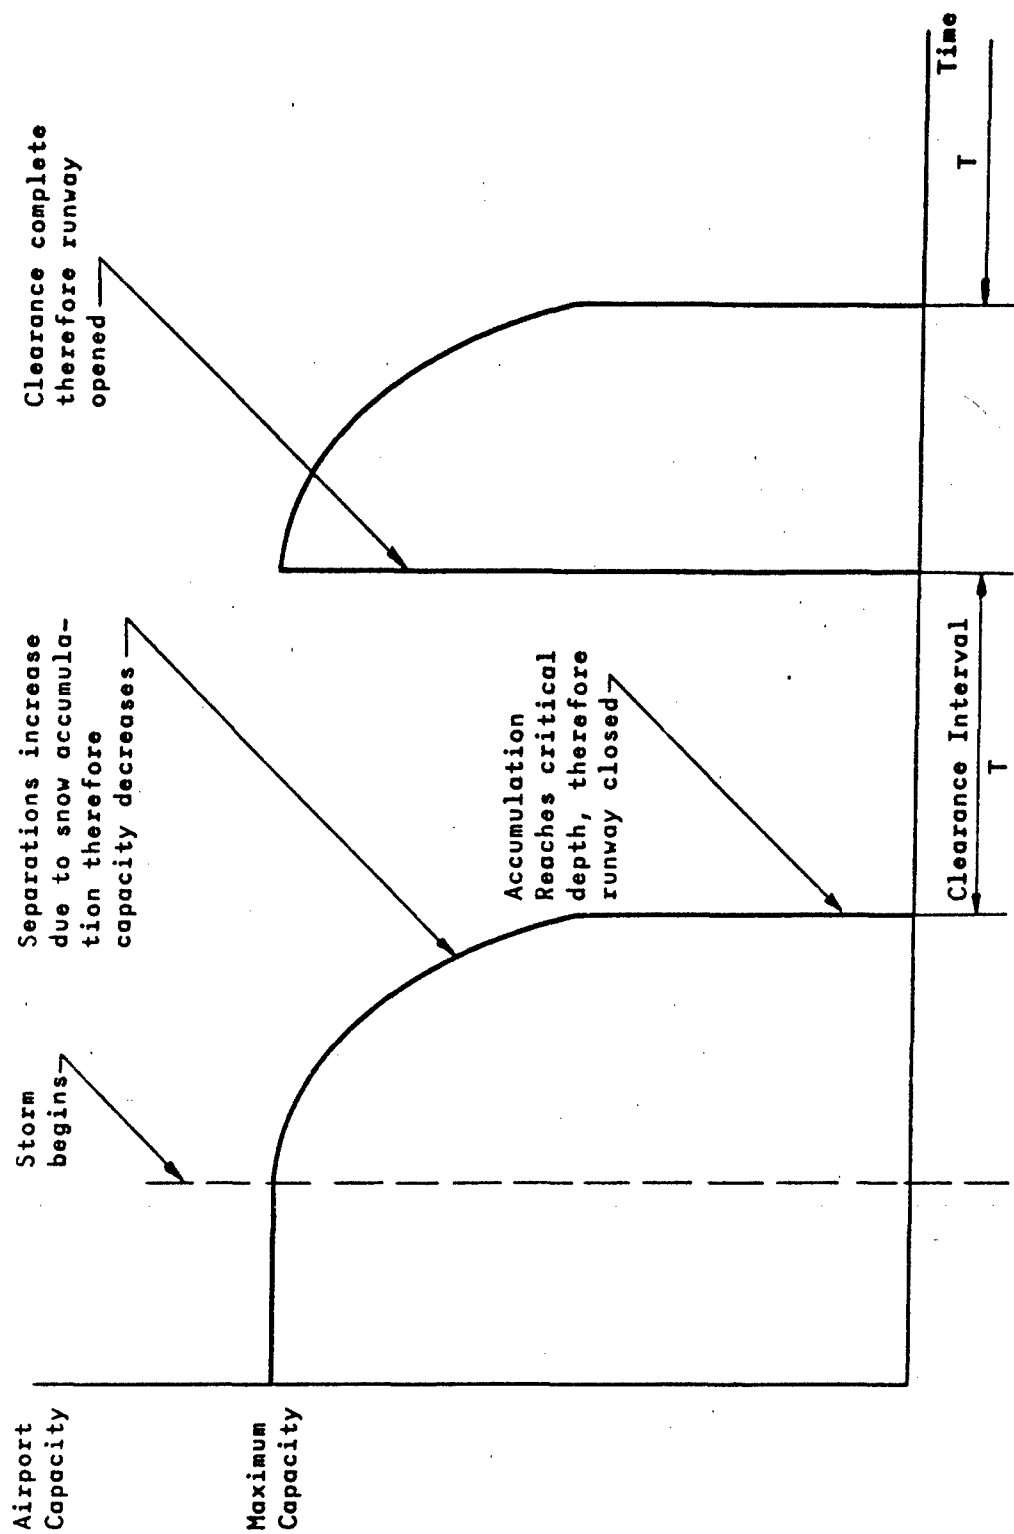 Airport
Capacity
Maximum
Capacity
Storm
begins
Separations increase
due to snow accumula-
tion therefore
capacity decreases
Accumulation
Reaches critical
depth, therefore
runway closed
Clearance complete
therefore runway
opened
Clearance Interval
T
T
Time